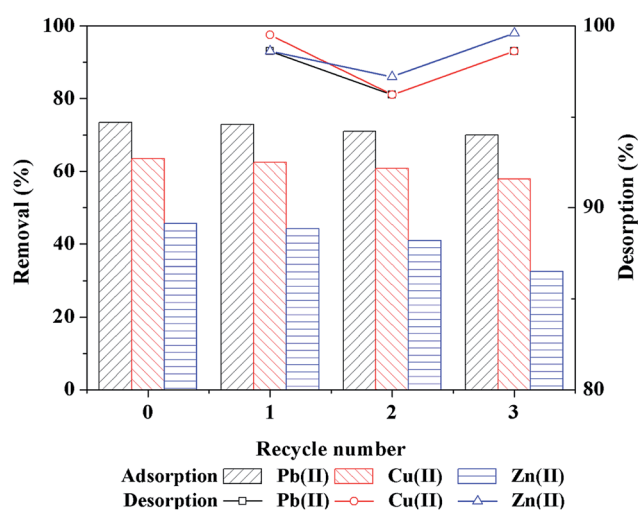 100
80
60
40
20
0
Removal (%)
100
90
80
Desorption (%)
0 1 2 3
Recycle number
Adsorption Pb(II) Cu(II) Zn(II)
Desorption Pb(II) Cu(II) Zn(II)